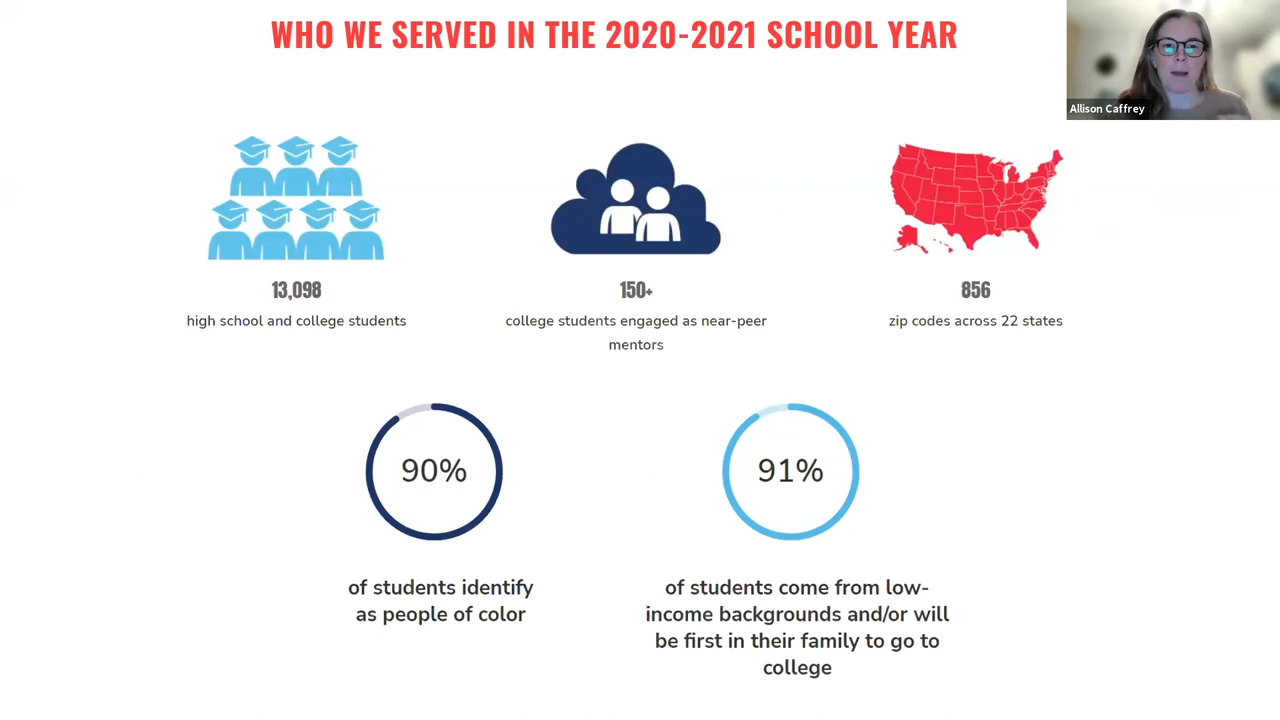 WHO WE SERVED IN THE 2020-2021 SCHOOL YEAR
Allison Caffrey
13,098
high school and college students
150+
college students engaged as near-peer
mentors
856
zip codes across 22 states
90%
of students identify
as people of color
91%
of students come from low-
income backgrounds and/or will
be first in their family to go to
college